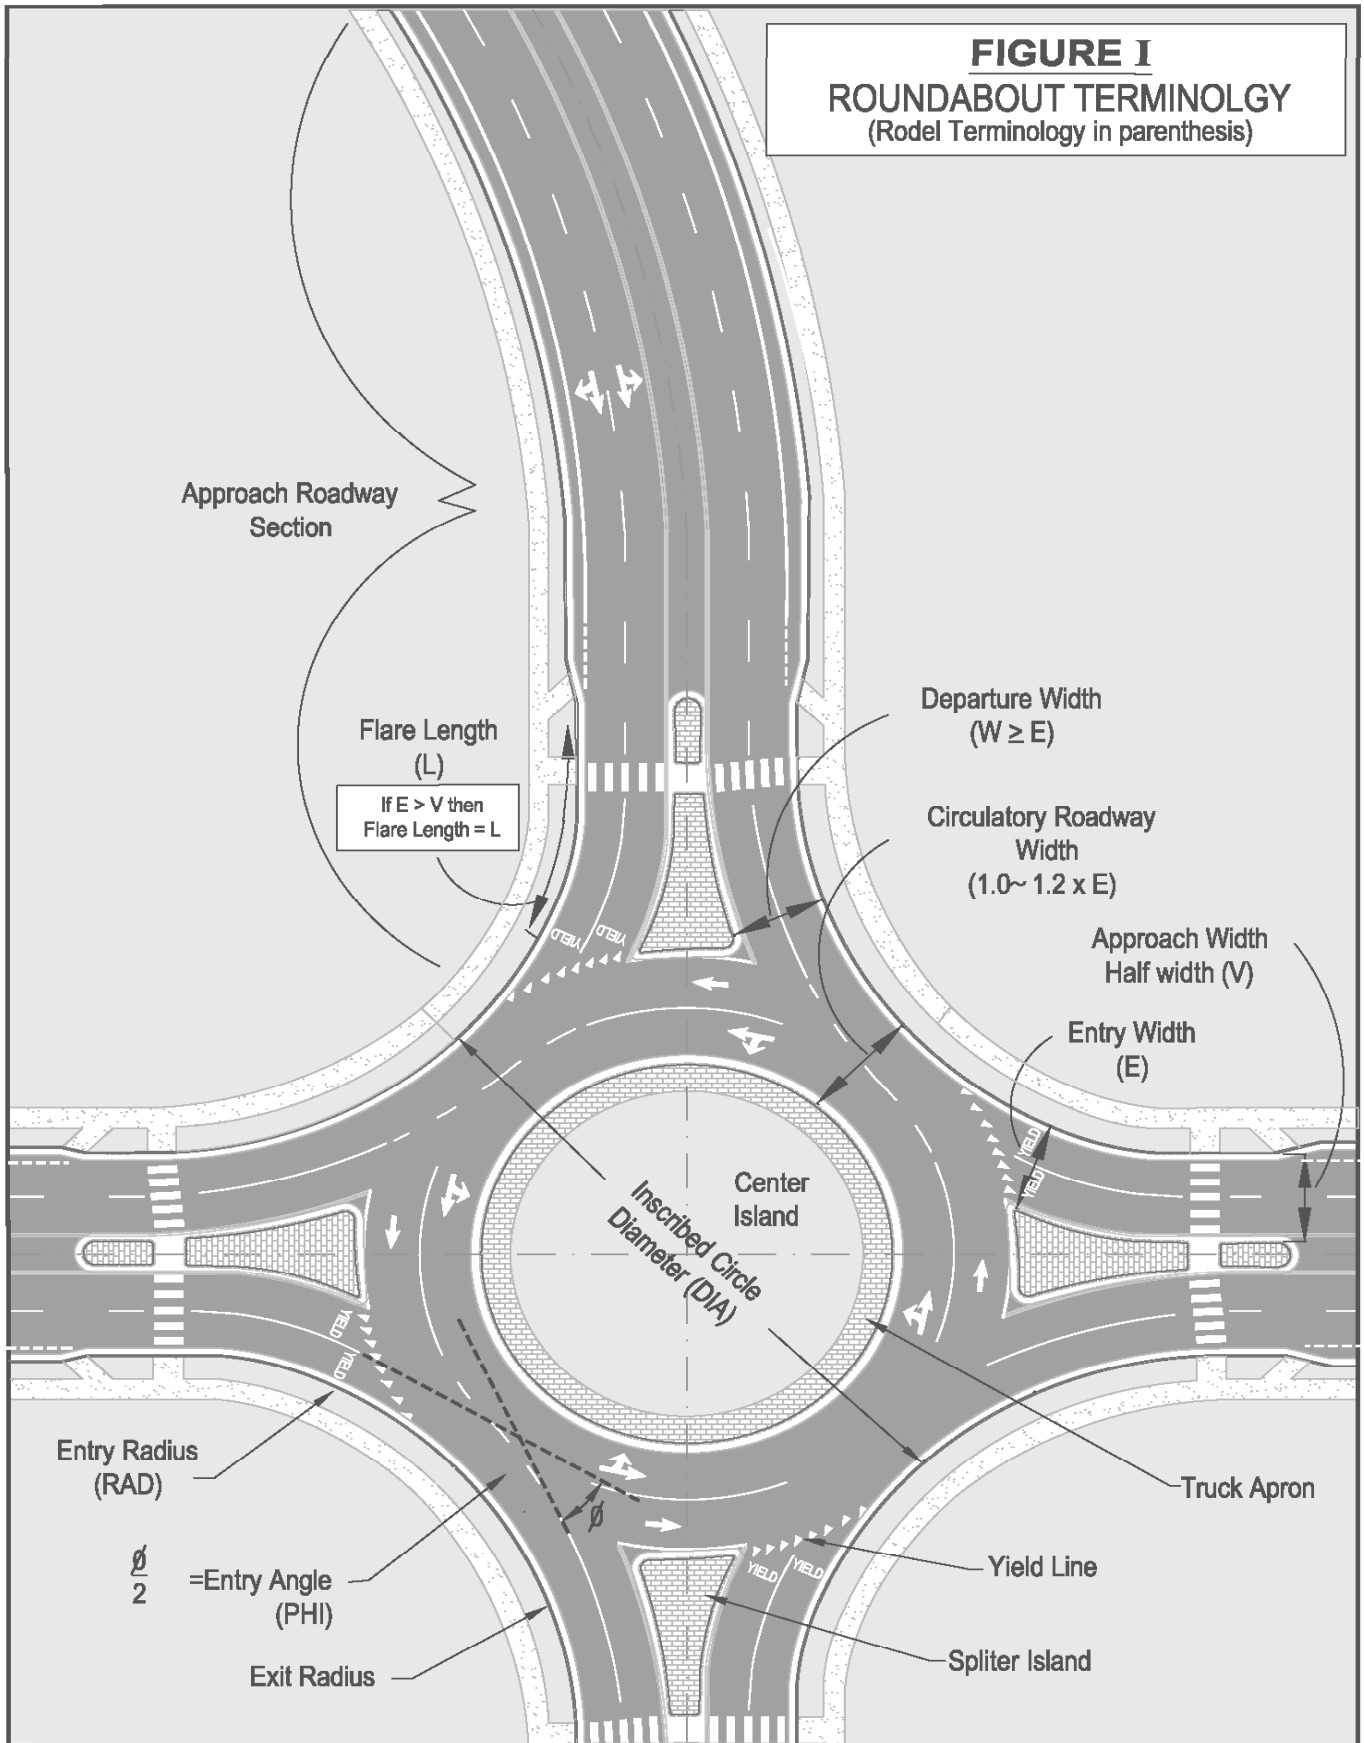 FIGURE I
ROUNDABOUT TERMINOLGY
(Rodel Terminology in parenthesis)
Approach Roadway
Section
Departure Width
(W ≥ E)
Flare Length
(L)
If E > V then
Flare Length = L
Circulatory Roadway
Width
(1.0~ 1.2 x E)
YIELD
YIELD
Approach Width
Half width (V)
Entry Width
(E)
YIELD
YIELD
Center
Island
Inscribed Circle
Diameter (DIA)
YIELD
YIELD
Entry Radius
(RAD)
Truck Apron
ø
ø
2
=Entry Angle
(PHI)
YIELD
YIELD
Yield Line
Exit Radius
Spliter Island